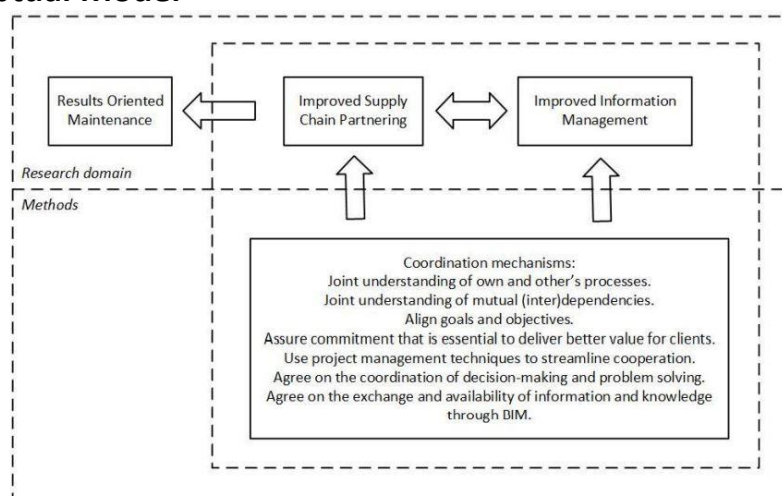 Results Oriented
Maintenance
Improved Supply
Chain Partnering
Improved Information
Management
Research domain
Methods
Coordination mechanisms:
Joint understanding of own and other's processes.
Joint understanding of mutual (inter)dependencies.
Align goals and objectives.
Assure commitment that is essential to deliver better value for clients.
Use project management techniques to streamline cooperation.
Agree on the coordination of decision-making and problem solving.
Agree on the exchange and availability of information and knowledge
through BIM.